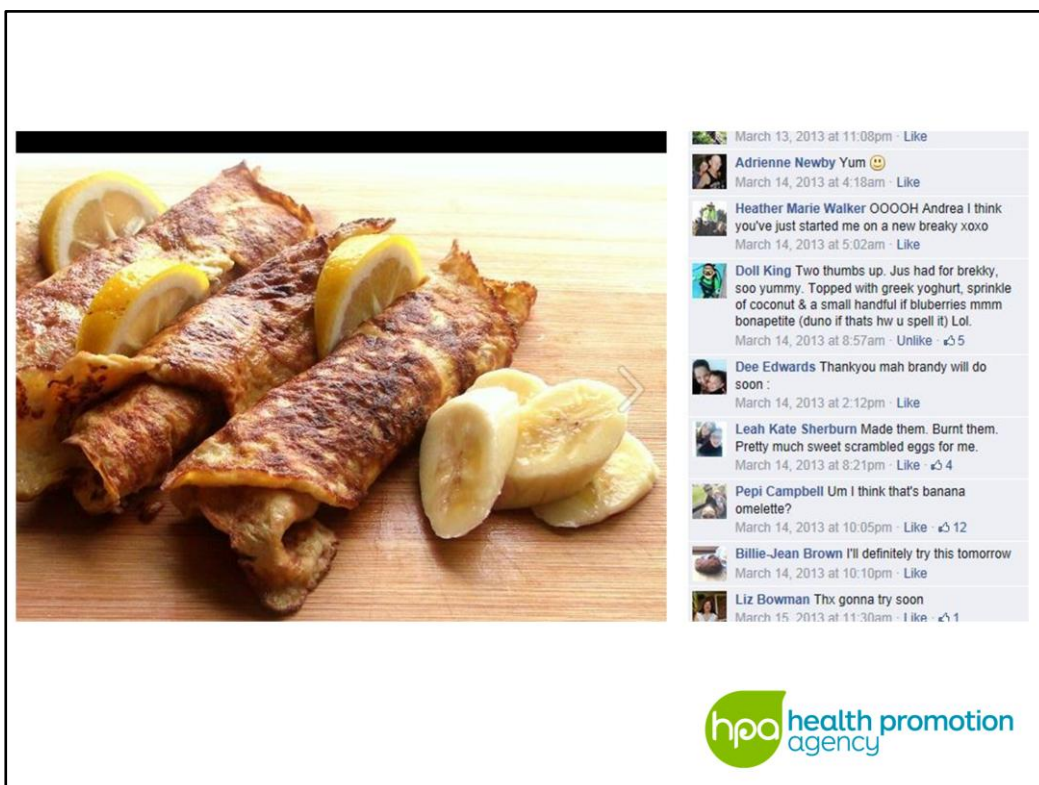 March 13, 2013 at 11:08pm · Like
Adrienne Newby Yum
March 14, 2013 at 4:18am · Like
Heather Marie Walker OOOOH Andrea I think
you've just started me on a new breaky xoxo
March 14, 2013 at 5:02am · Like
Doll King Two thumbs up. Jus had for brekky,
soo yummy. Topped with greek yoghurt, sprinkle
of coconut & a small handful if bluberries mmm
bonapetite (duno if thats hw u spell it) Lol.
March 14, 2013 at 8:57am · Unlike · 5
Dee Edwards Thankyou mah brandy will do
soon :
March 14, 2013 at 2:12pm · Like
Leah Kate Sherburn Made them. Burnt them.
Pretty much sweet scrambled eggs for me.
March 14, 2013 at 8:21pm · Like · 4
Pepi Campbell Um I think that's banana
omelette?
March 14, 2013 at 10:05pm · Like · 12
Billie-Jean Brown I'll definitely try this tomorrow
March 14, 2013 at 10:10pm · Like
Liz Bowman Thx gonna try soon
March 15, 2013 at 11:30am · Like · 1
hpa health promotion
agency